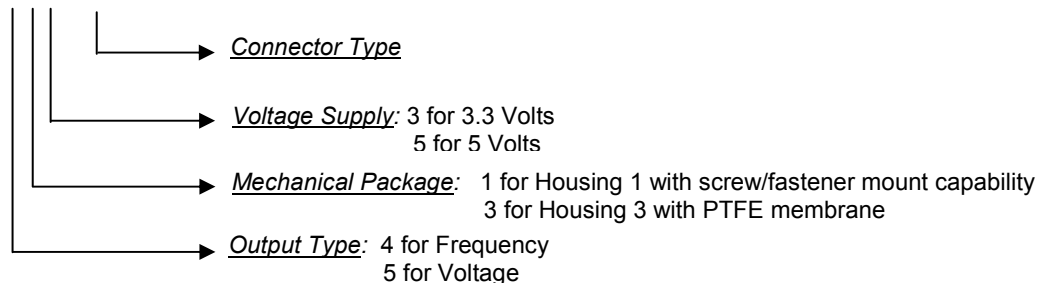 Connector Type
Voltage Supply: 3 for 3.3 Volts
5 for 5 Volts
Mechanical Package: 1 for Housing 1 with screw/fastener mount capability
3 for Housing 3 with PTFE membrane
Output Type: 4 for Frequency
5 for Voltage